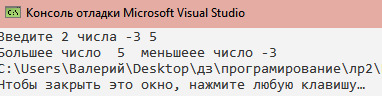 Консоль отладки Microsoft Visual Studio
Введите 2 числа -3 5
Большее число  5  меньшеее число -3
C:\Users\Валерий\Desktop\дз\програмирование\лр2\
Чтобы закрыть это окно, нажмите любую клавишу…